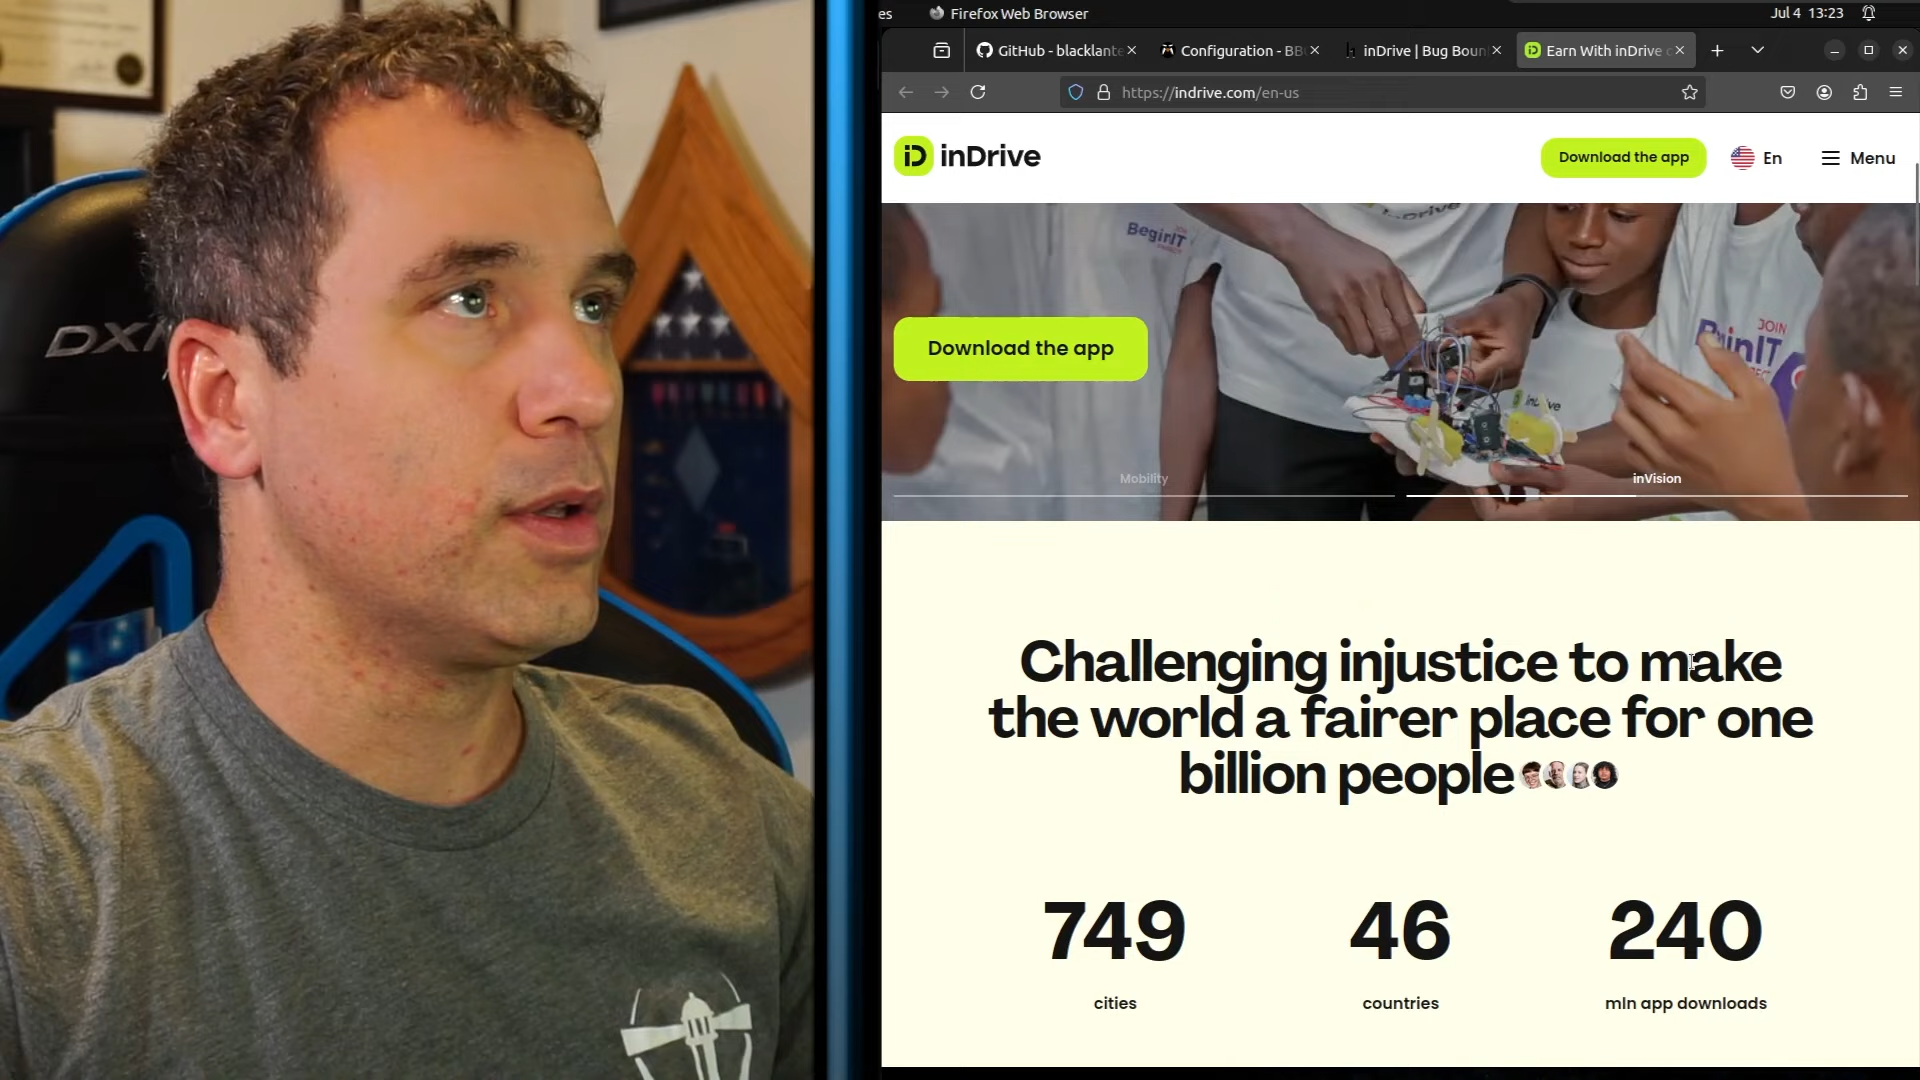 es Firefox Web Browser Jul 4 13:23
GitHub - blacklante Configuration - BB inDrive | Bug Boun Earn With inDrive
https://indrive.com/en-us
inDrive Download the app En Menu
BeginIT
JOIN
BeginIT
Download the app
Mobility inVision
DXR
Challenging injustice to make
the world a fairer place for one
billion people
749 46 240
cities countries mln app downloads